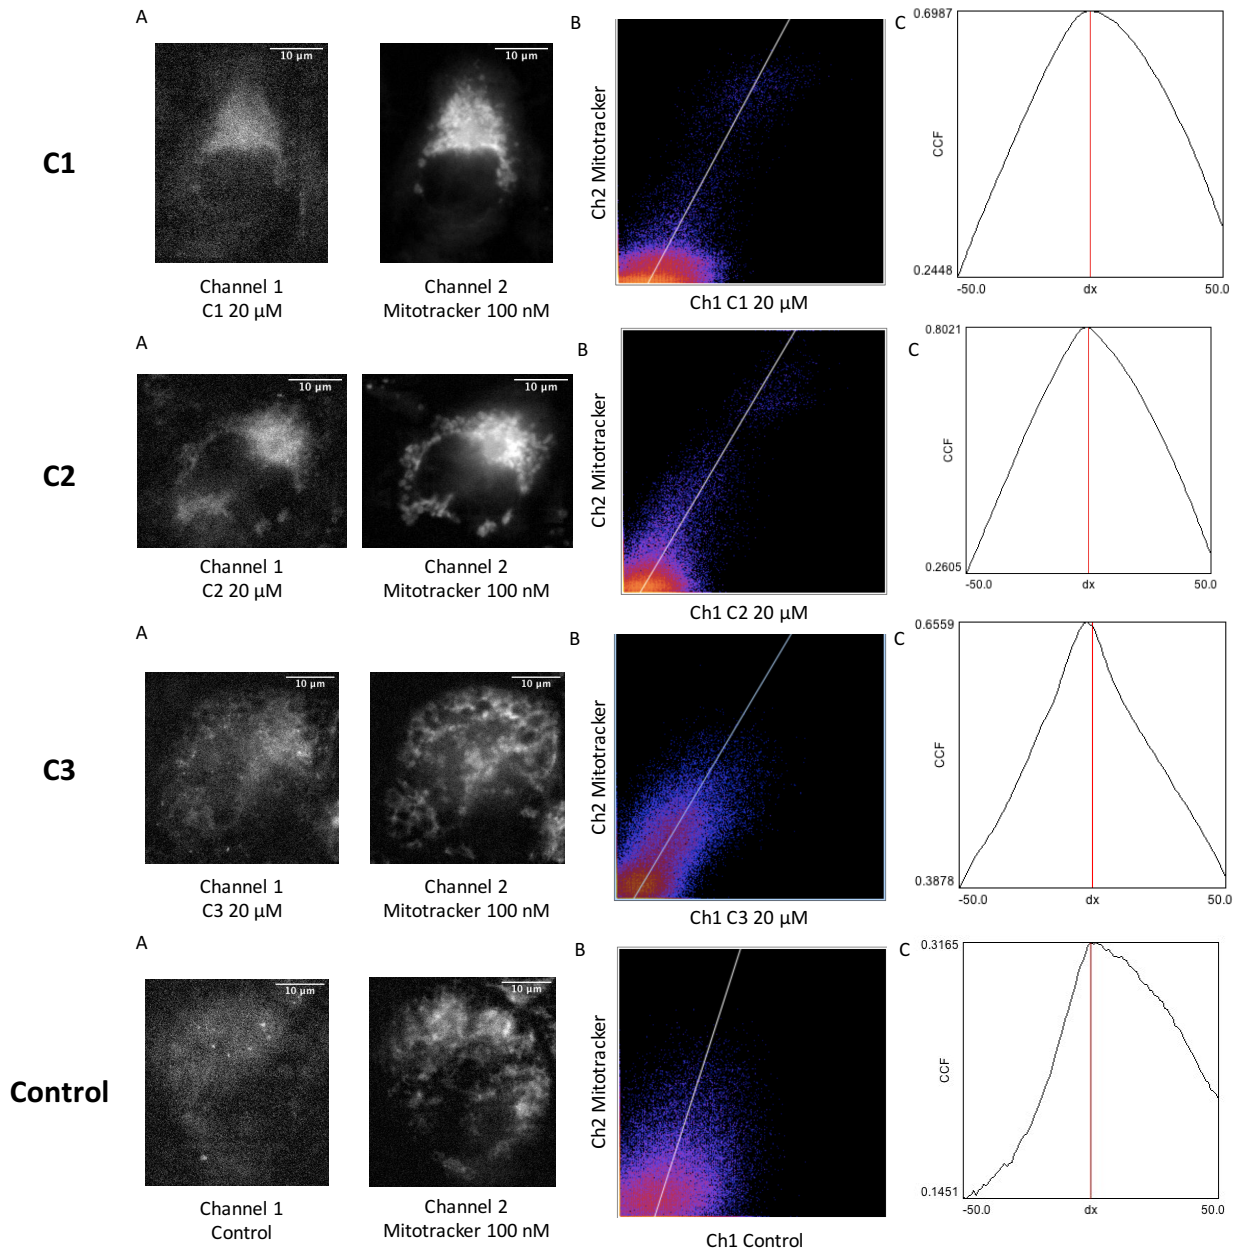 A
B
C
C1
10 µm
10 µm
Channel 1
C1 20 µM
Channel 2
Mitotracker 100 nM
Ch2 Mitotracker
Ch1 C1 20 µM
0.6987
CCF
0.2448
-50.0
dx
50.0
A
B
C
C2
10 µm
10 µm
Channel 1
C2 20 µM
Channel 2
Mitotracker 100 nM
Ch2 Mitotracker
Ch1 C2 20 µM
0.8021
CCF
0.2605
-50.0
dx
50.0
A
B
C
C3
10 µm
10 µm
Channel 1
C3 20 µM
Channel 2
Mitotracker 100 nM
Ch2 Mitotracker
Ch1 C3 20 µM
0.6559
CCF
0.3878
-50.0
dx
50.0
A
B
C
Control
10 µm
10 µm
Channel 1
Control
Channel 2
Mitotracker 100 nM
Ch2 Mitotracker
Ch1 Control
0.3165
CCF
0.1451
-50.0
dx
50.0